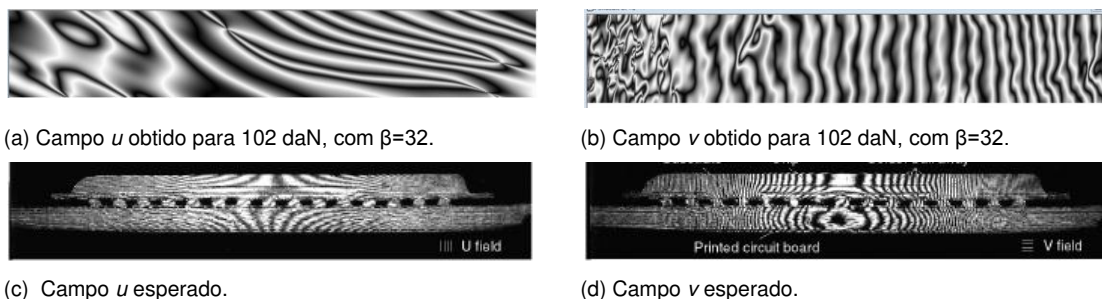 (a) Campo u obtido para 102 daN, com β=32.
(b) Campo v obtido para 102 daN, com β=32.
U field
Printed circuit board
V field
(c) Campo u esperado.
(d) Campo v esperado.